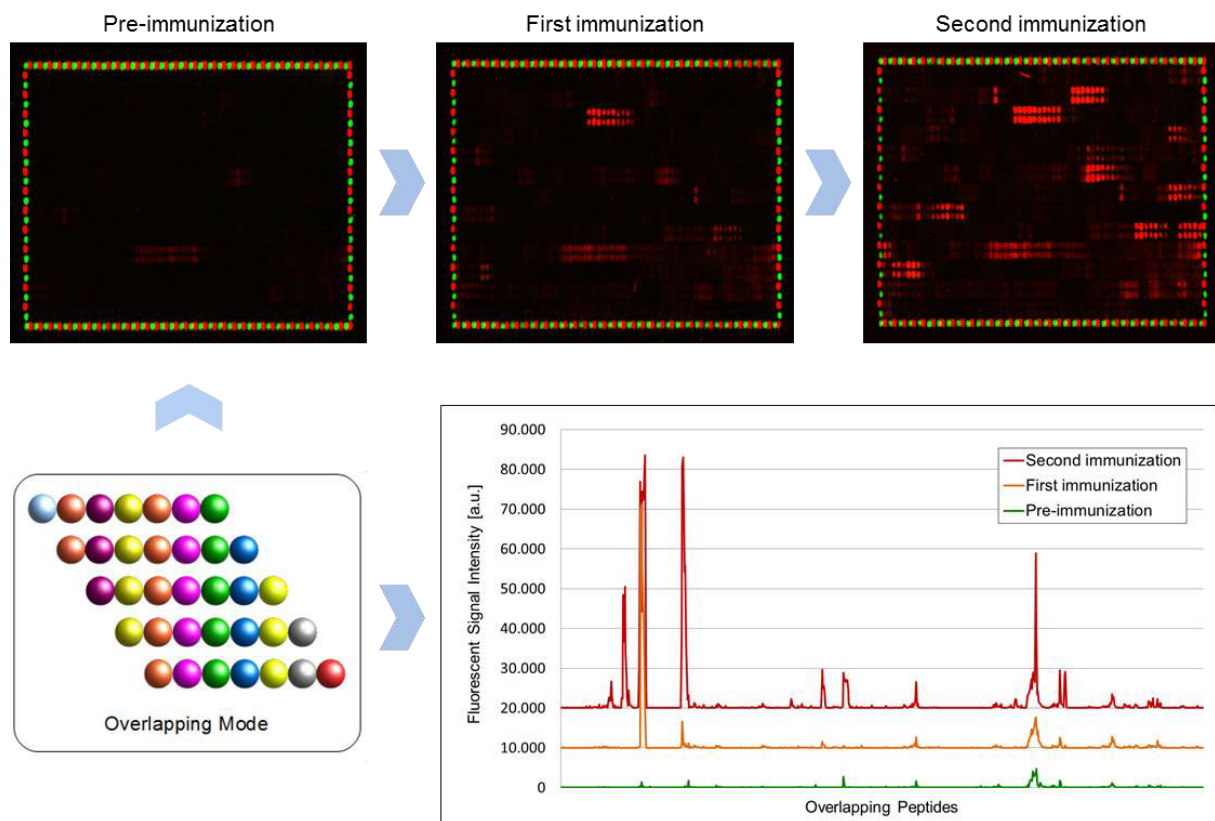 Pre-immunization
First immunization
Second immunization
Overlapping Mode
Fluorescent Signal Intensity [a.u.]
90.000
80.000
70.000
60.000
50.000
40.000
30.000
20.000
10.000
0
Second immunization
First immunization
Pre-immunization
Overlapping Peptides